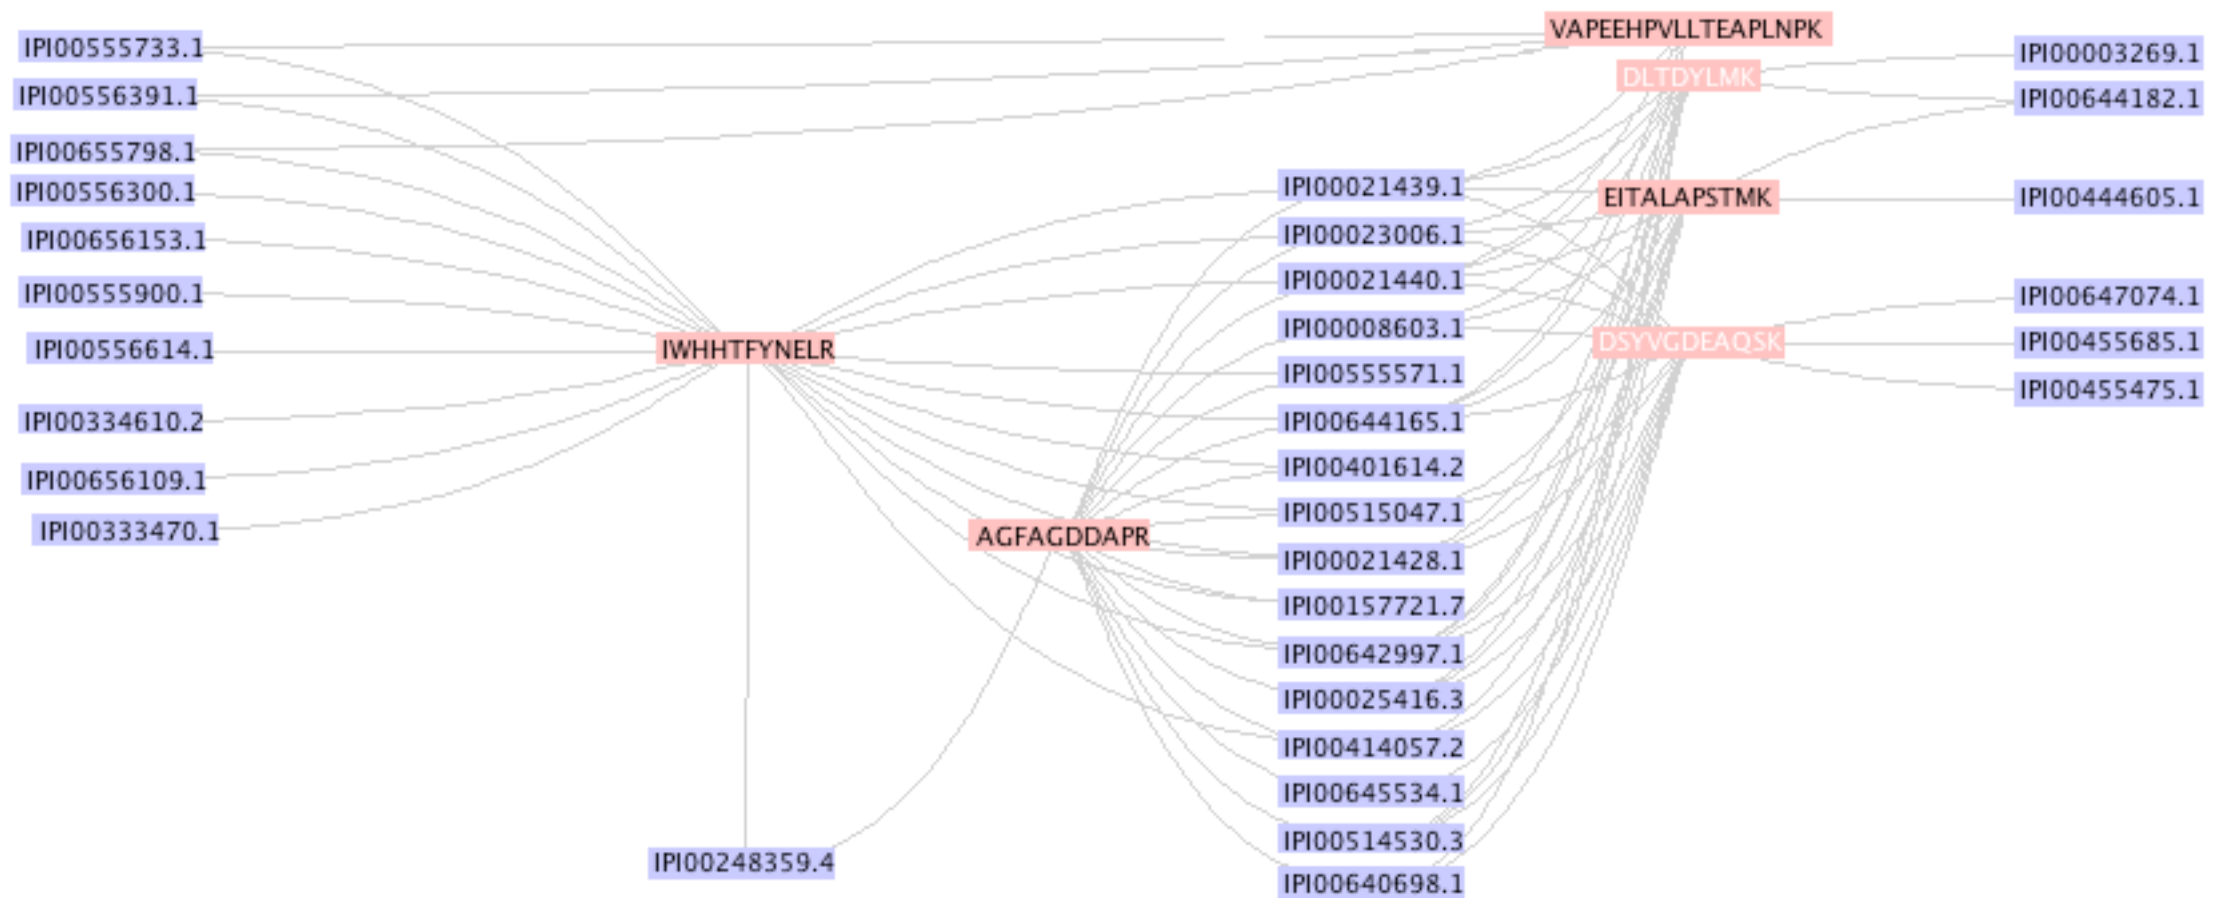 IPI00555733.1
IPI00556391.1
IPI00655798.1
IPI00556300.1
IPI00656153.1
IPI00555900.1
IPI00556614.1
IPI00334610.2
IPI00656109.1
IPI00333470.1
IWHHTFYNELR
IPI00248359.4
AGFAGDDAPR
IPI00021439.1
IPI00023006.1
IPI00021440.1
IPI00008603.1
IPI00555571.1
IPI00644165.1
IPI00401614.2
IPI00515047.1
IPI00021428.1
IPI00157721.7
IPI00642997.1
IPI00025416.3
IPI00414057.2
IPI00645534.1
IPI00514530.3
IPI00640698.1
VAPEEHPVLLTEAPLNPK
DLTDYLMK
EITALAPSTMK
DSYVGDEAQSK
IPI00003269.1
IPI00644182.1
IPI00444605.1
IPI00647074.1
IPI00455685.1
IPI00455475.1